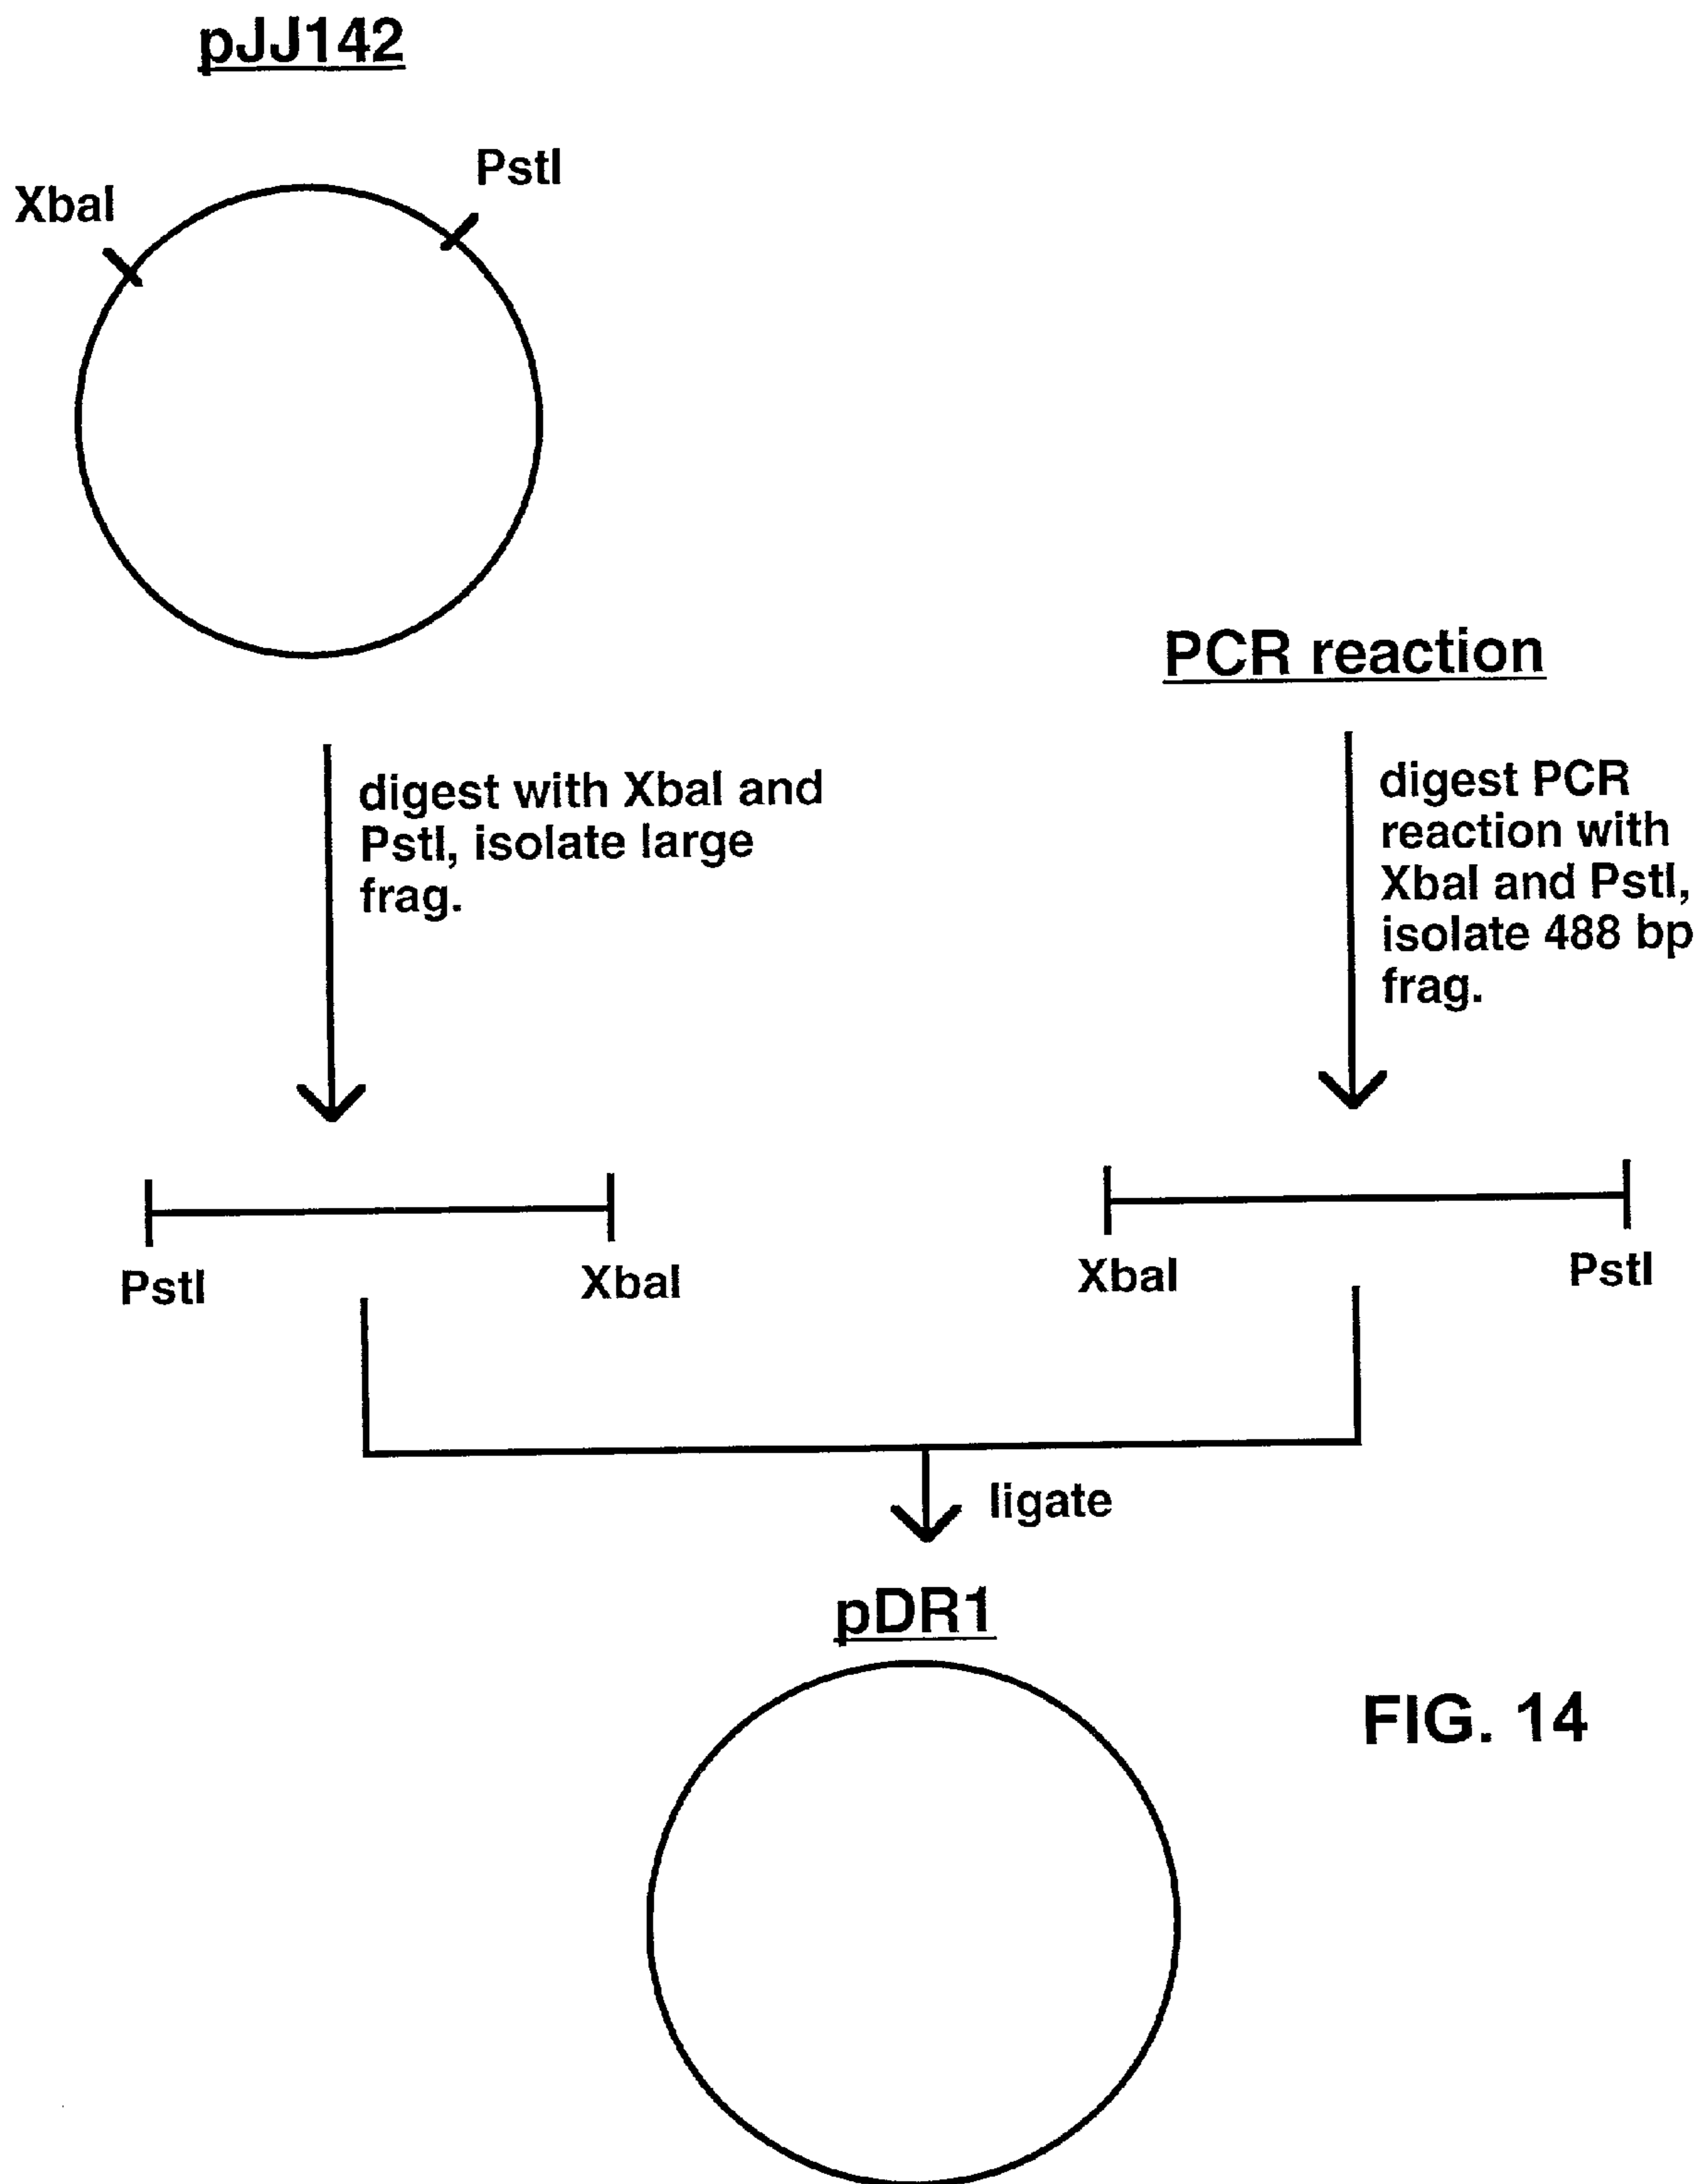 pJJ142
XbaI
PstI
PCR reaction
digest with XbaI and
PstI, isolate large
frag.
digest PCR
reaction with
XbaI and PstI,
isolate 488 bp
frag.
PstI
XbaI
XbaI
PstI
ligate
pDR1
FIG. 14